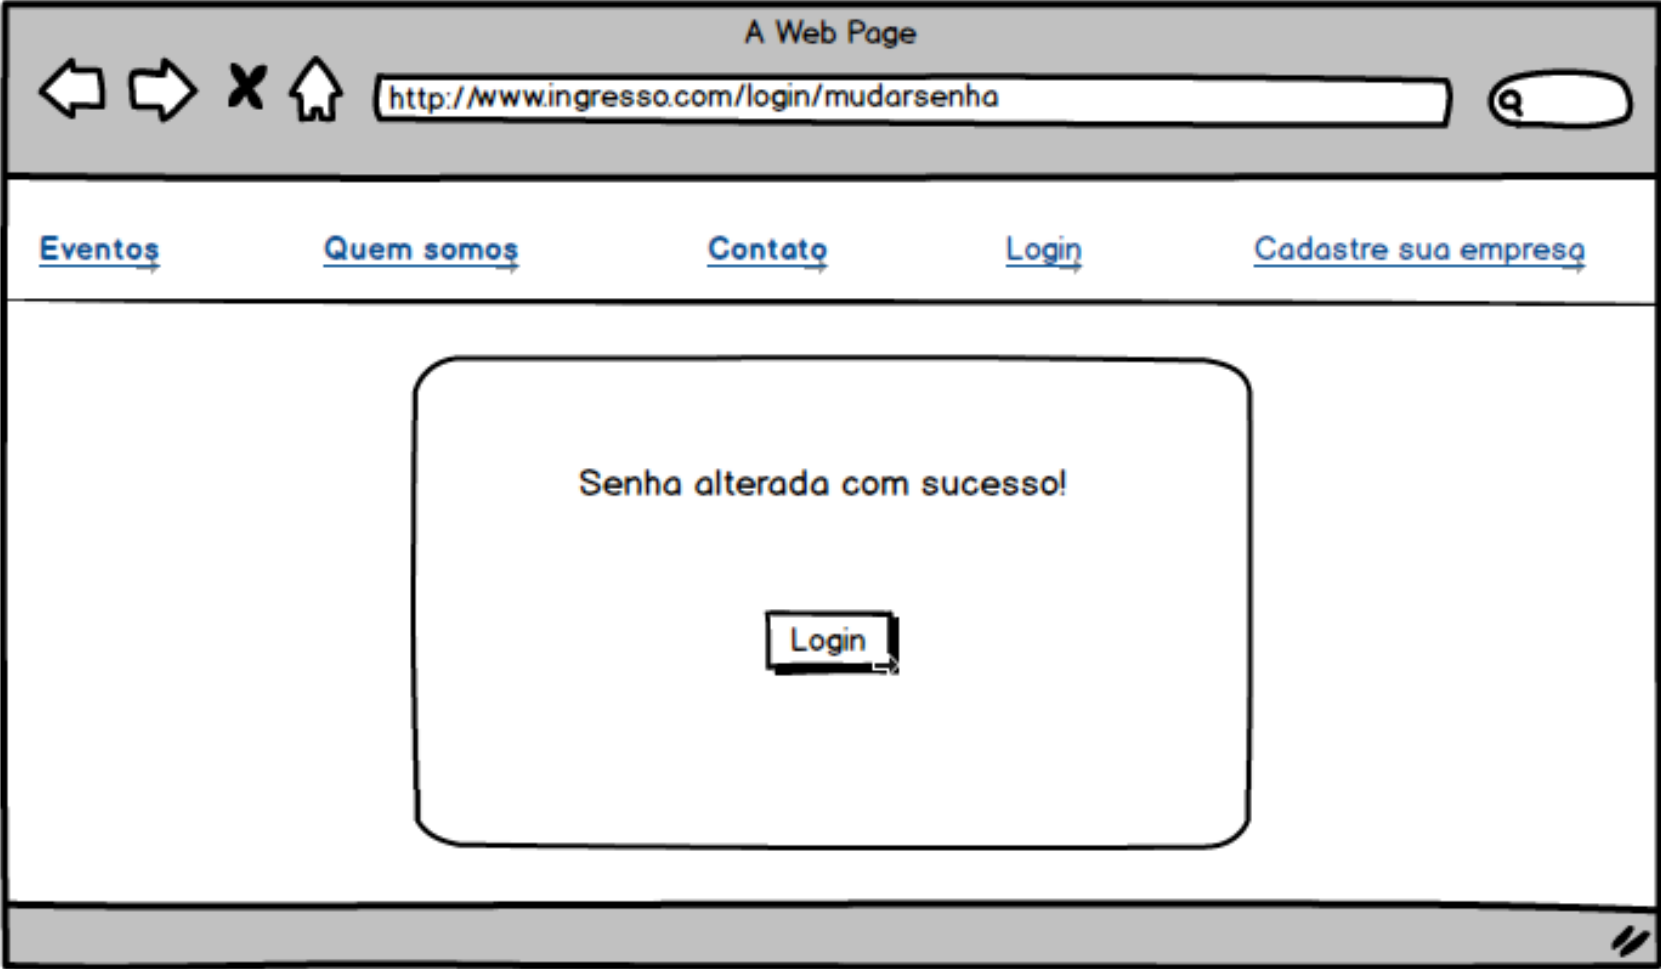 A Web Page
http://www.ingresso.com/login/mudarsenha
Eventos Quem somos Contato Login Cadastre sua empresa
Senha alterada com sucesso!
Login